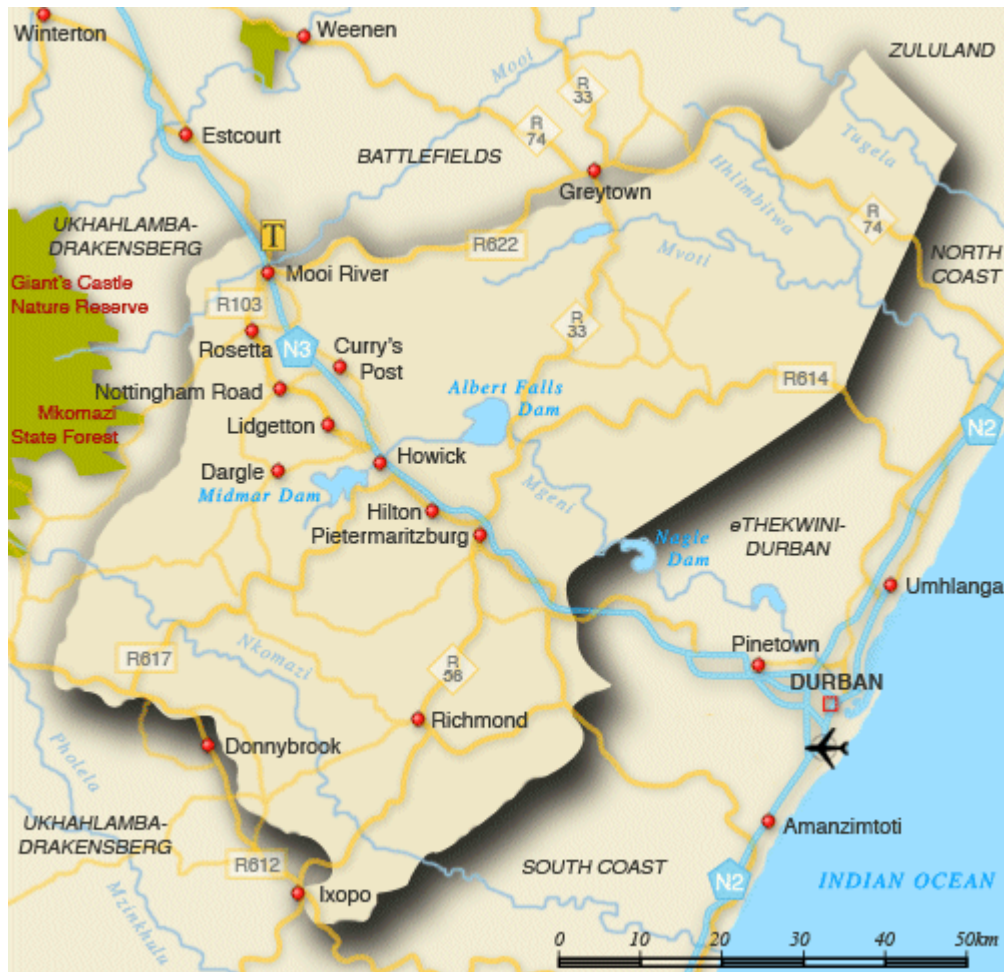 Winterton
Weenen
ZULULAND
Mooi
R
33
R
74
Estcourt
BATTLEFIELDS
Tugela
Hhlimbitwa
Greytown
UKHAHLAMBA-
DRAKENSBERG
T
R622
R
74
Mvoti
NORTH
COAST
Mooi River
Giant's Castle
Nature Reserve
R103
R
33
Rosetta
N3
Curry's
Post
Nottingham Road
Albert Falls
Dam
R614
Mkomazi
State Forest
Lidgetton
N2
Howick
Dargle
Midmar Dam
Mgeni
Hilton
Pietermaritzburg
Nagle
Dam
eTHEKWINI-
DURBAN
Umhlanga
Nkomazi
R617
R
56
Pinetown
DURBAN
Richmond
Donnybrook
Pholela
Amanzimtoti
UKHAHLAMBA-
DRAKENSBERG
R612
SOUTH COAST
N2
INDIAN OCEAN
Ixopo
Mzinkhulu
0 10 20 30 40 50km